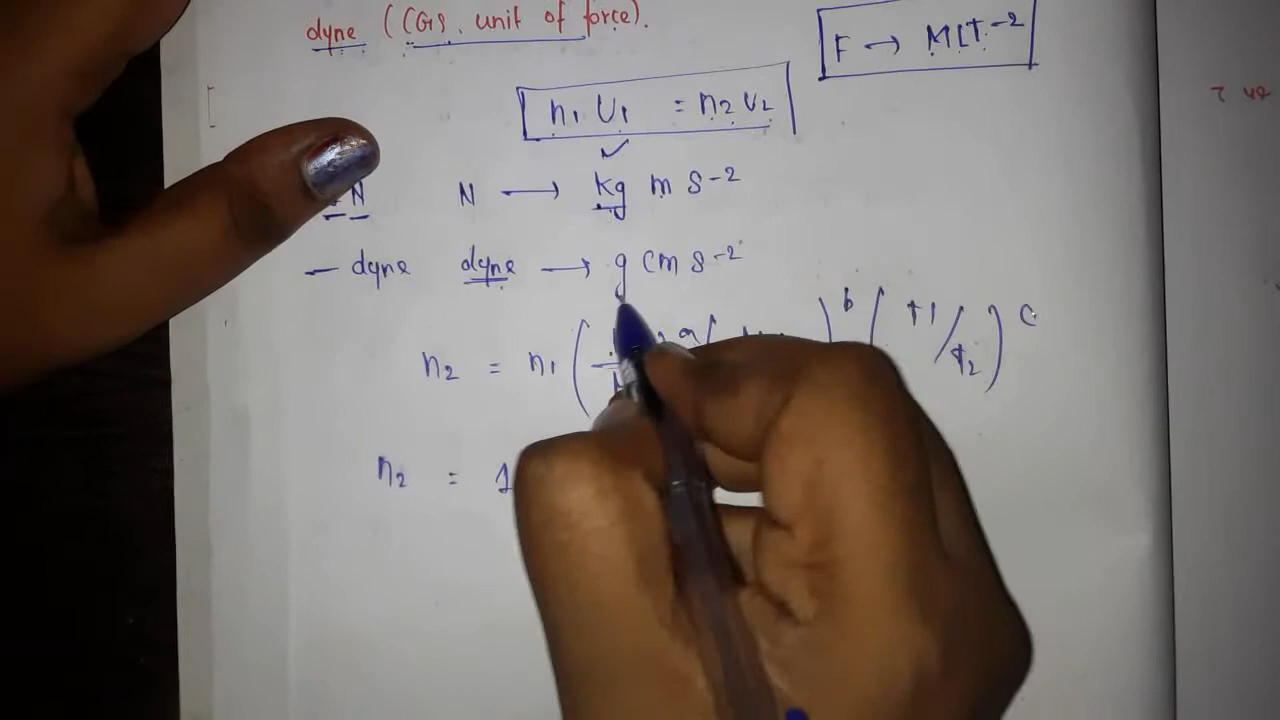 dyne (CGS. unit of force).
F → MLT-2
n1 U1 = n2 U2
N N → kg m s-2
dyne dyne → g cm s-2
n2 = n1 ( a ( ) b ( T1 / T2 ) c
n2 = 1